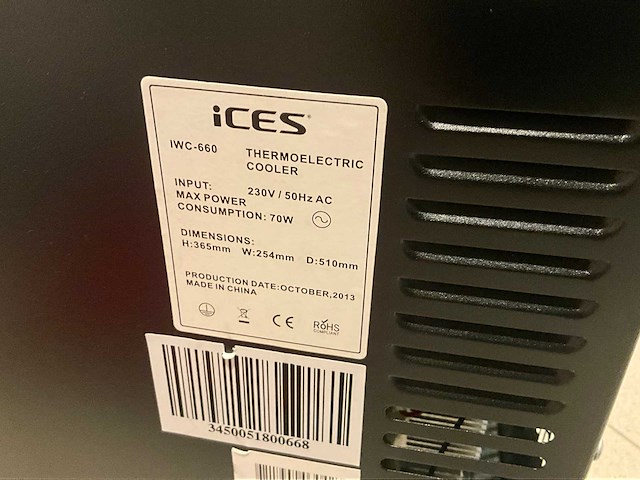 iCES
IWC-660
THERMOELECTRIC
COOLER
INPUT: 230V / 50Hz AC
MAX POWER
CONSUMPTION: 70W
DIMENSIONS:
H:365mm W:254mm D:510mm
PRODUCTION DATE:OCTOBER,2013
MADE IN CHINA
CE
RoHS
COMPLIANT
3450051800668